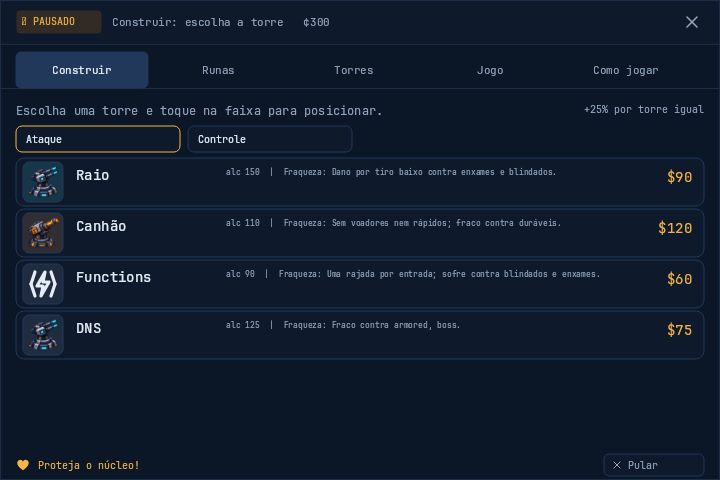 PAUSADO Construir: escolha a torre $300
Construir Runas Torres Jogo Como jogar
Escolha uma torre e toque na faixa para posicionar. +25% por torre igual
Ataque Controle
Raio alc 150 | Fraqueza: Dano por tiro baixo contra enxames e blindados. $90
Canhão alc 110 | Fraqueza: Sem voadores nem rápidos; fraco contra duráveis. $120
Functions alc 90 | Fraqueza: Uma rajada por entrada; sofre contra blindados e enxames. $60
DNS alc 125 | Fraqueza: Fraco contra armored, boss. $75
Proteja o núcleo! Pular